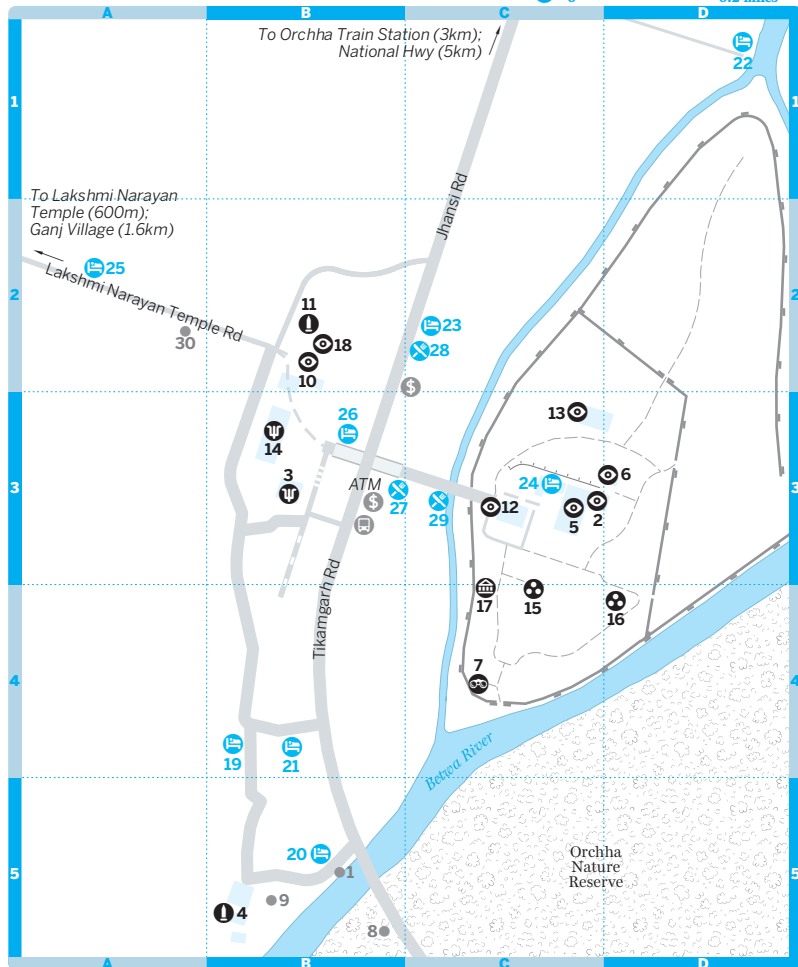 A
B
C
D
To Orchha Train Station (3km);
National Hwy (5km)
22
1
1
To Lakshmi Narayan
Temple (600m);
Ganj Village (1.6km)
Jhansi Rd
25
Lakshmi Narayan Temple Rd
2
2
11
23
30
18
28
10
$
13
26
14
6
3
3
3
ATM
24
$
27
29
12
5
2
Tikamgarh Rd
17
15
16
7
4
4
19
21
Betwa River
20
1
Orchha
Nature
Reserve
5
5
9
4
8
A
B
C
D